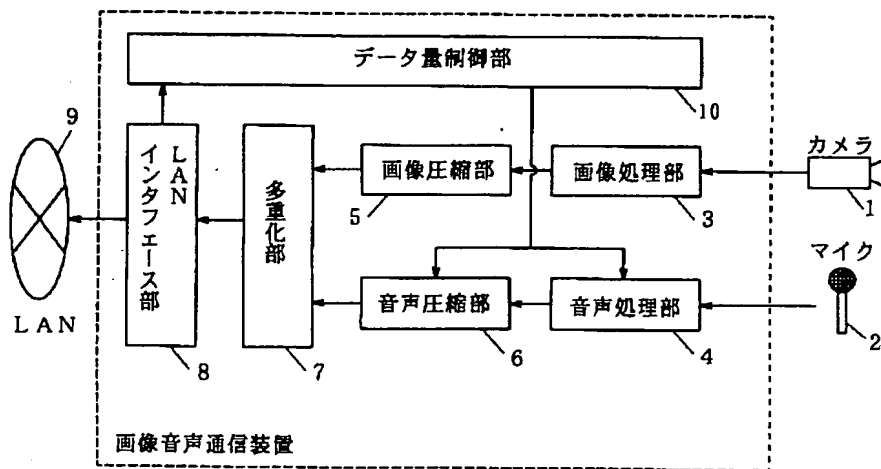 データ量制御部
10
9
LAN
インタフェース部
多重化部
画像圧縮部
画像処理部
カメラ
5
3
1
マイク
音声圧縮部
音声処理部
LAN
8
7
6
4
2
画像音声通信装置